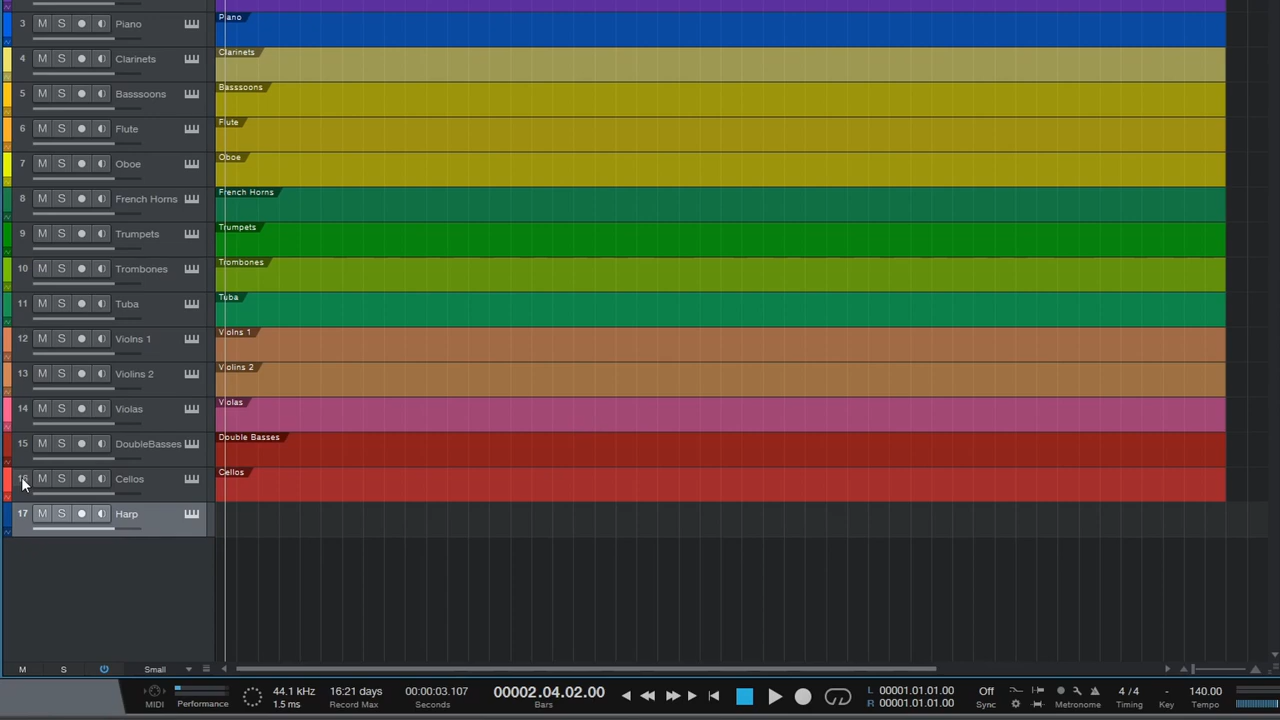 3 M S Piano Piano
4 M S Clarinets Clarinets
5 M S Basssoons Basssoons
6 M S Flute Flute
7 M S Oboe Oboe
8 M S French Horns French Horns
9 M S Trumpets Trumpets
10 M S Trombones Trombones
11 M S Tuba Tuba
12 M S Violns 1 Violns 1
13 M S Violins 2 Violins 2
14 M S Violas Violas
15 M S DoubleBasses Double Basses
M S Cellos Cellos
17 M S Harp
M S Small
MIDI Performance
44.1 kHz
1.5 ms
16:21 days
Record Max
00:00:03.107
Seconds
00002.04.02.00
Bars
L 00001.01.01.00
R 00001.01.01.00
Off
Sync
Metronome
4 / 4
Timing
-
Key
140.00
Tempo